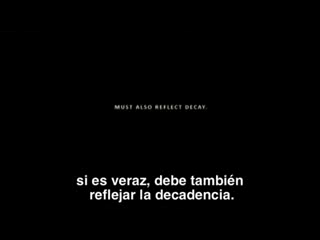 MUST ALSO REFLECT DECAY.
si es veraz, debe también
reflejar la decadencia.